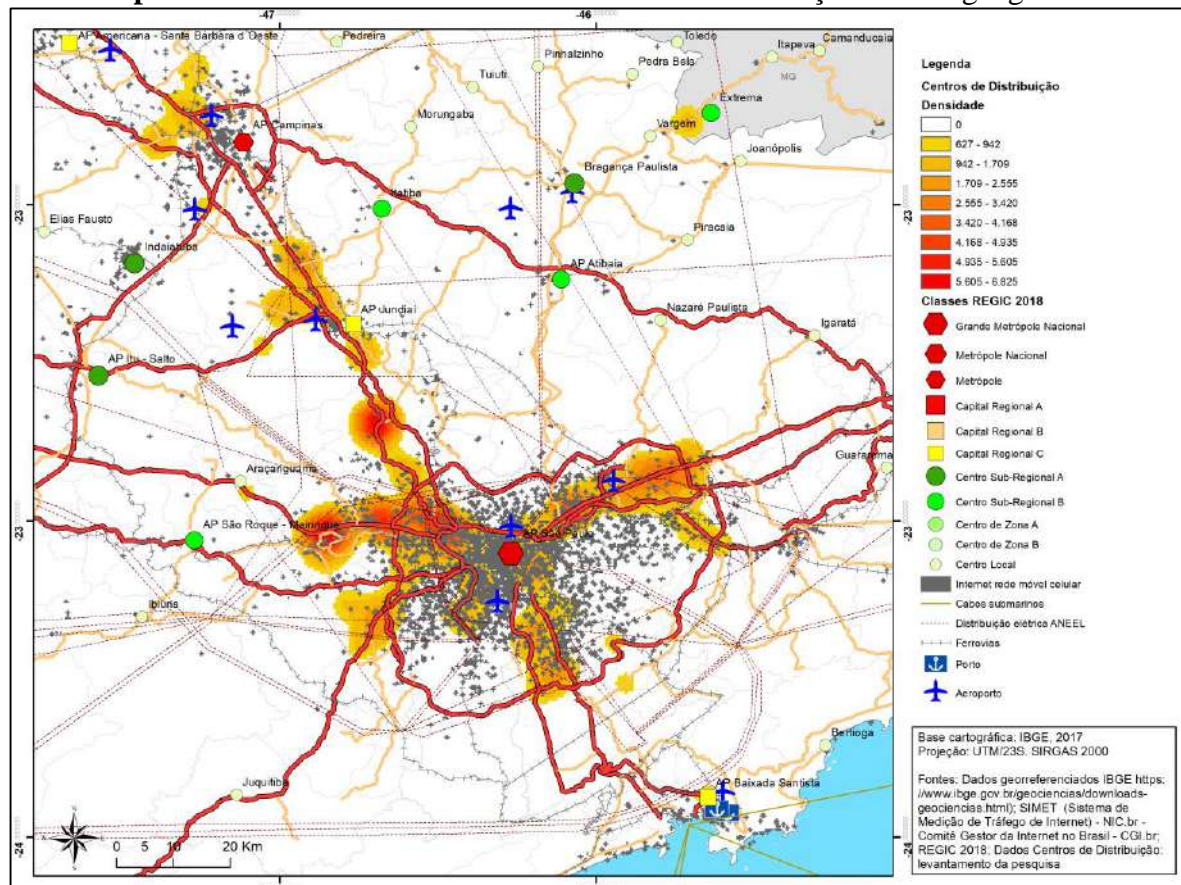 -47
-46
AP Americana - Santa Bárbara d´Oeste
Pedreira
Toledo
Itapeva
Camanducaia
Pinhalzinho
Pedra Bela
MG
Tuiuti
Extrema
Morungaba
AP Campinas
Vargem
Joanópolis
Bragança Paulista
-23
-23
Itatiba
Elias Fausto
Piracaia
Indaiatuba
AP Atibaia
AP Jundiaí
Nazaré Paulista
Igaratá
AP Itu - Salto
Araçariguama
Guararema
AP São Roque - Mairinque
-23
-23
AP São Paulo
Ibiúna
Bertioga
Juquitiba
AP Baixada Santista
-24
-24
0 5 10 20 Km
-47
-46
Legenda
Centros de Distribuição
Densidade
0
627 - 942
942 - 1.709
1.709 - 2.555
2.555 - 3.420
3.420 - 4.168
4.168 - 4.935
4.935 - 5.605
5.605 - 6.825
Classes REGIC 2018
Grande Metrópole Nacional
Metrópole Nacional
Metrópole
Capital Regional A
Capital Regional B
Capital Regional C
Centro Sub-Regional A
Centro Sub-Regional B
Centro de Zona A
Centro de Zona B
Centro Local
Internet rede móvel celular
Cabos submarinos
Distribuição elétrica ANEEL
Ferrovias
Porto
Aeroporto
Base cartográfica: IBGE, 2017
Projeção: UTM/23S. SIRGAS 2000
Fontes: Dados georreferenciados IBGE https:
//www.ibge.gov.br/geociencias/downloads-
geociencias.html); SIMET (Sistema de
Medição de Tráfego de Internet) - NIC.br -
Comitê Gestor da Internet no Brasil - CGI.br;
REGIC 2018; Dados Centros de Distribuição:
levantamento da pesquisa